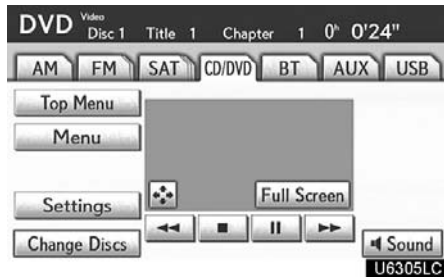 DVD Video Disc 1 Title 1 Chapter 1 0h 0'24"
AM FM SAT CD/DVD BT AUX USB
Top Menu
Menu
Full Screen
Settings
Change Discs
Sound
U6305LC